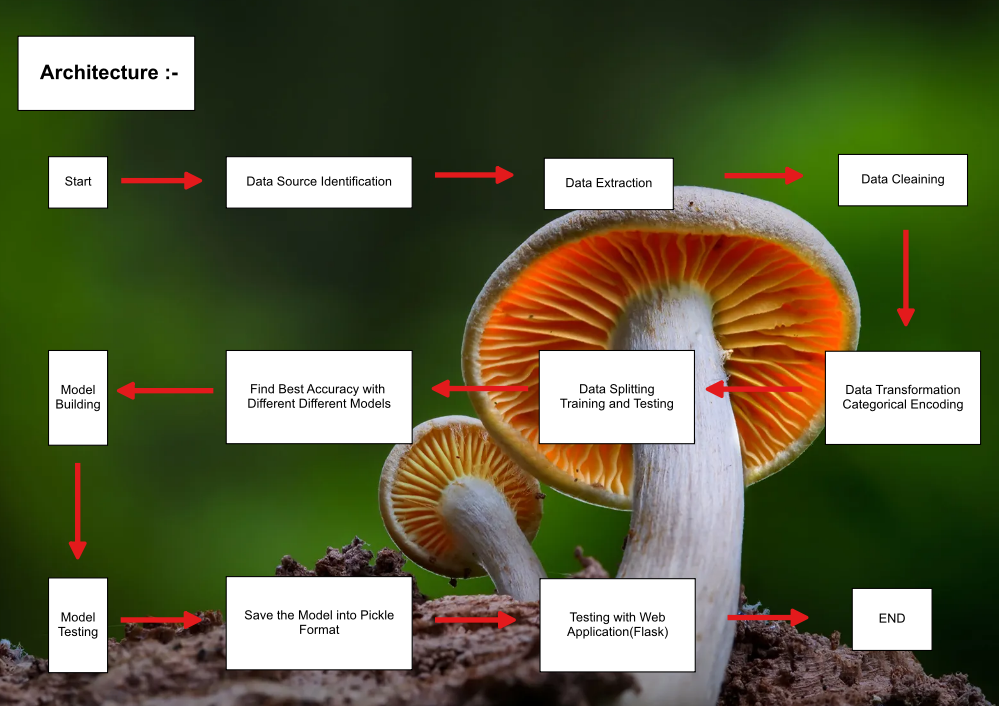 Architecture :-
Start
Data Source Identification
Data Extraction
Data Cleaining
Data Transformation
Categorical Encoding
Data Splitting
Training and Testing
Find Best Accuracy with
Different Different Models
Model
Building
Model
Testing
Save the Model into Pickle
Format
Testing with Web
Application(Flask)
END